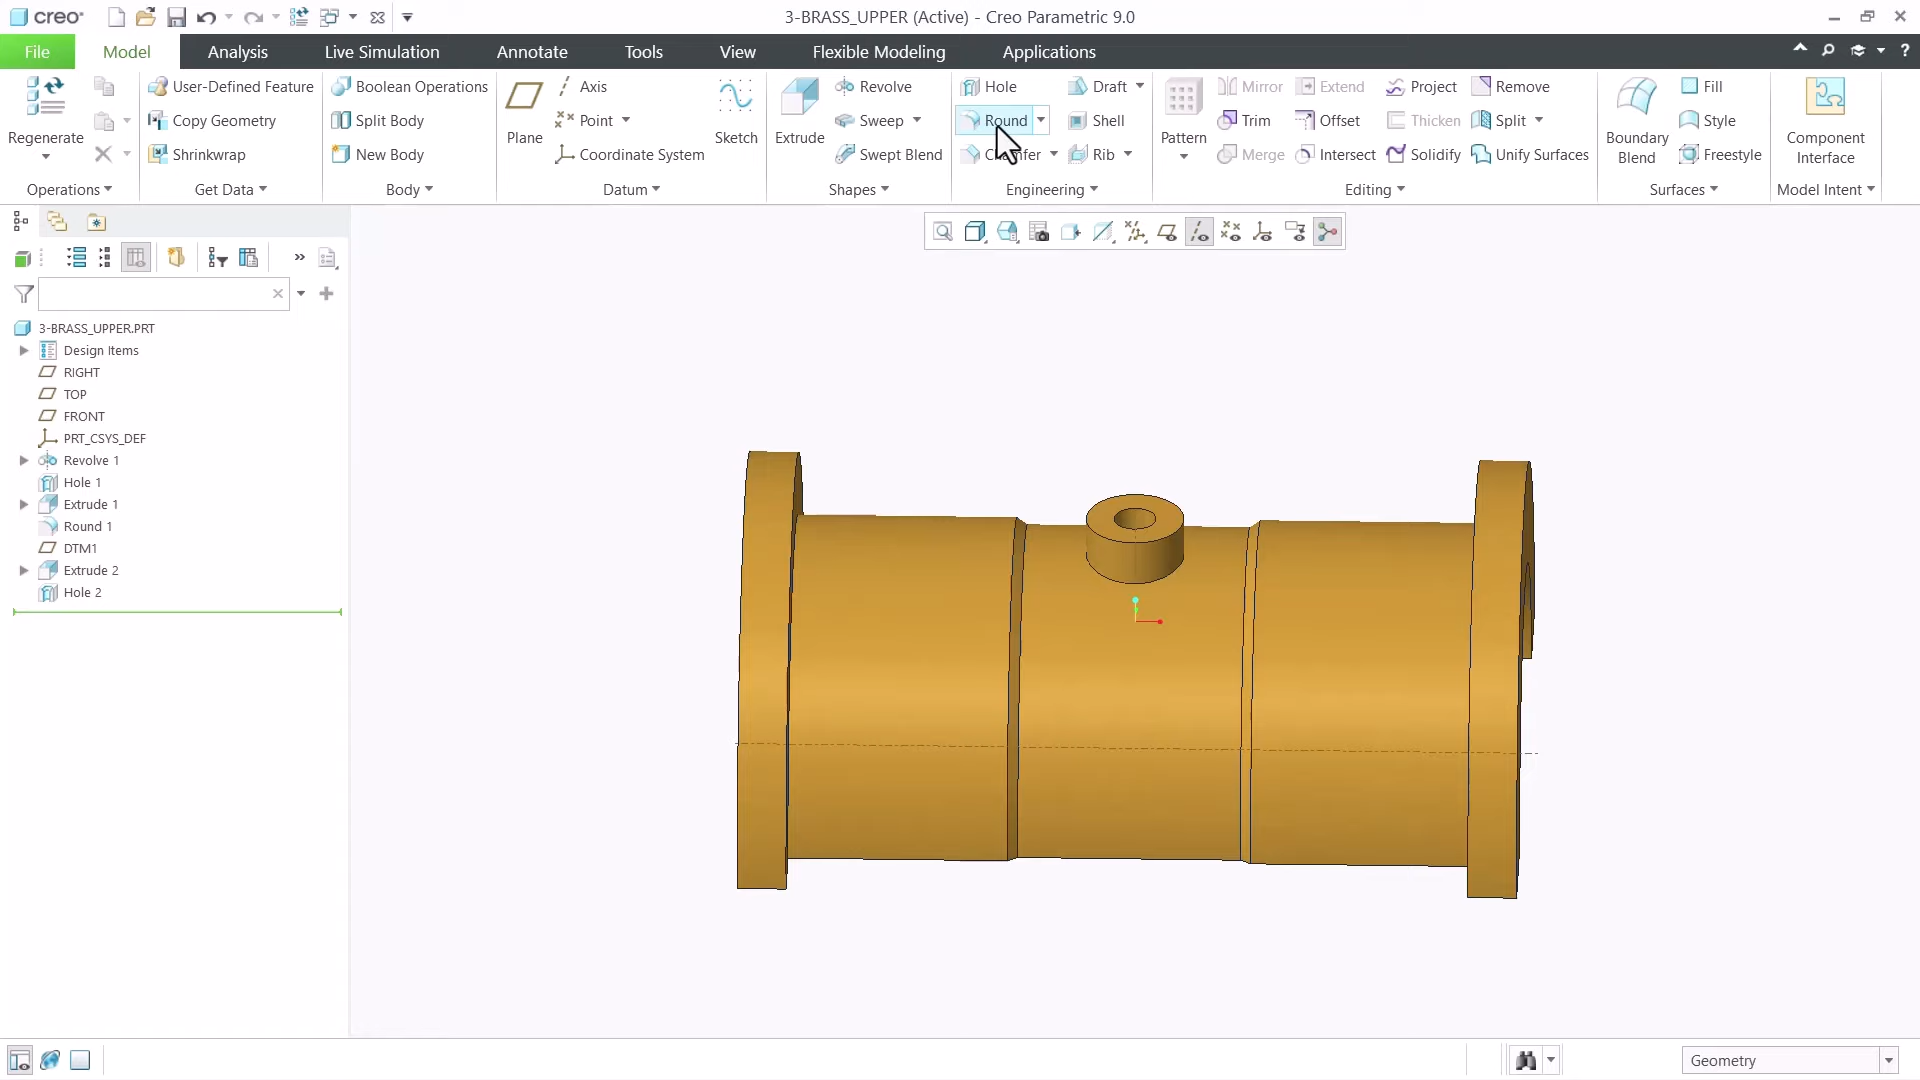 creo
3-BRASS_UPPER (Active) - Creo Parametric 9.0
File
Model
Analysis
Live Simulation
Annotate
Tools
View
Flexible Modeling
Applications
Regenerate
User-Defined Feature
Copy Geometry
Shrinkwrap
Boolean Operations
Split Body
New Body
Plane
Axis
Point
Coordinate System
Sketch
Extrude
Revolve
Sweep
Swept Blend
Hole
Round
Chamfer
Draft
Shell
Rib
Pattern
Mirror
Trim
Merge
Extend
Offset
Intersect
Project
Thicken
Solidify
Remove
Split
Unify Surfaces
Boundary
Blend
Fill
Style
Freestyle
Component
Interface
Operations
Get Data
Body
Datum
Shapes
Engineering
Editing
Surfaces
Model Intent
3-BRASS_UPPER.PRT
Design Items
RIGHT
TOP
FRONT
PRT_CSYS_DEF
Revolve 1
Hole 1
Extrude 1
Round 1
DTM1
Extrude 2
Hole 2
Geometry